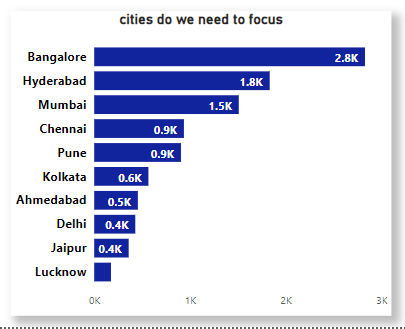 cities do we need to focus
Bangalore 2.8K
Hyderabad 1.8K
Mumbai 1.5K
Chennai 0.9K
Pune 0.9K
Kolkata 0.6K
Ahmedabad 0.5K
Delhi 0.4K
Jaipur 0.4K
Lucknow
0K 1K 2K 3K